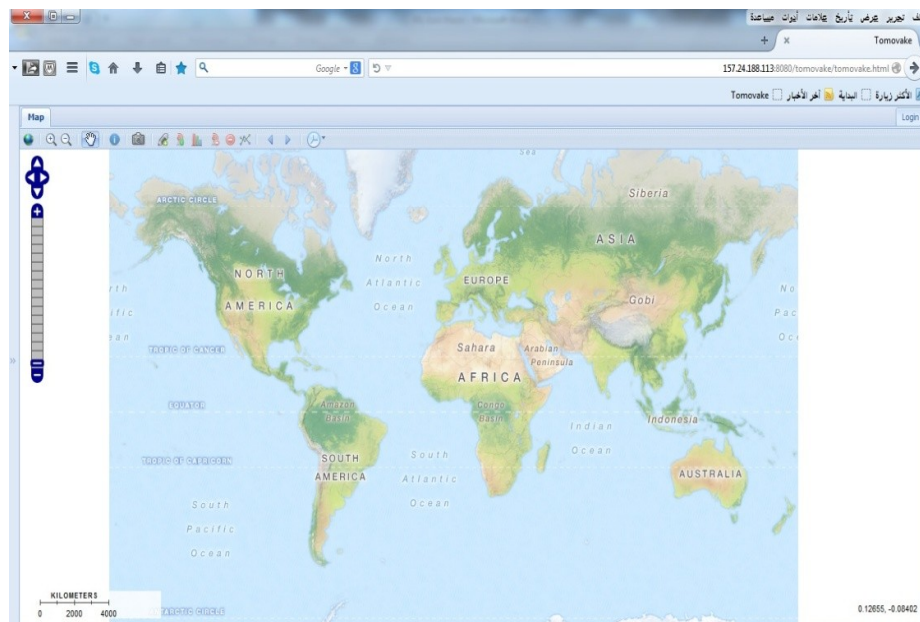 تحرير عرض تأريخ علامات أدوات مساعدة
Tomovake
Google
157.24.188.113:8080/tomovake/tomovake.html
الأكثر زيارة البداية آخر الأخبار Tomovake
Map
Login
Sea
Siberia
ARCTIC CIRCLE
ASIA
North
Atlantic
Ocean
NORTH
AMERICA
EUROPE
Gobi
Sahara
Arabian
Peninsula
TROPIC OF CANCER
AFRICA
EQUATOR
Amazon
Basin
Congo
Basin
Indian
Ocean
Indonesia
TROPIC OF CAPRICORN
SOUTH
AMERICA
South
Atlantic
Ocean
AUSTRALIA
South
Pacific
Ocean
KILOMETERS
0 2000 4000
ANTARCTIC CIRCLE
0.12655, -0.08402